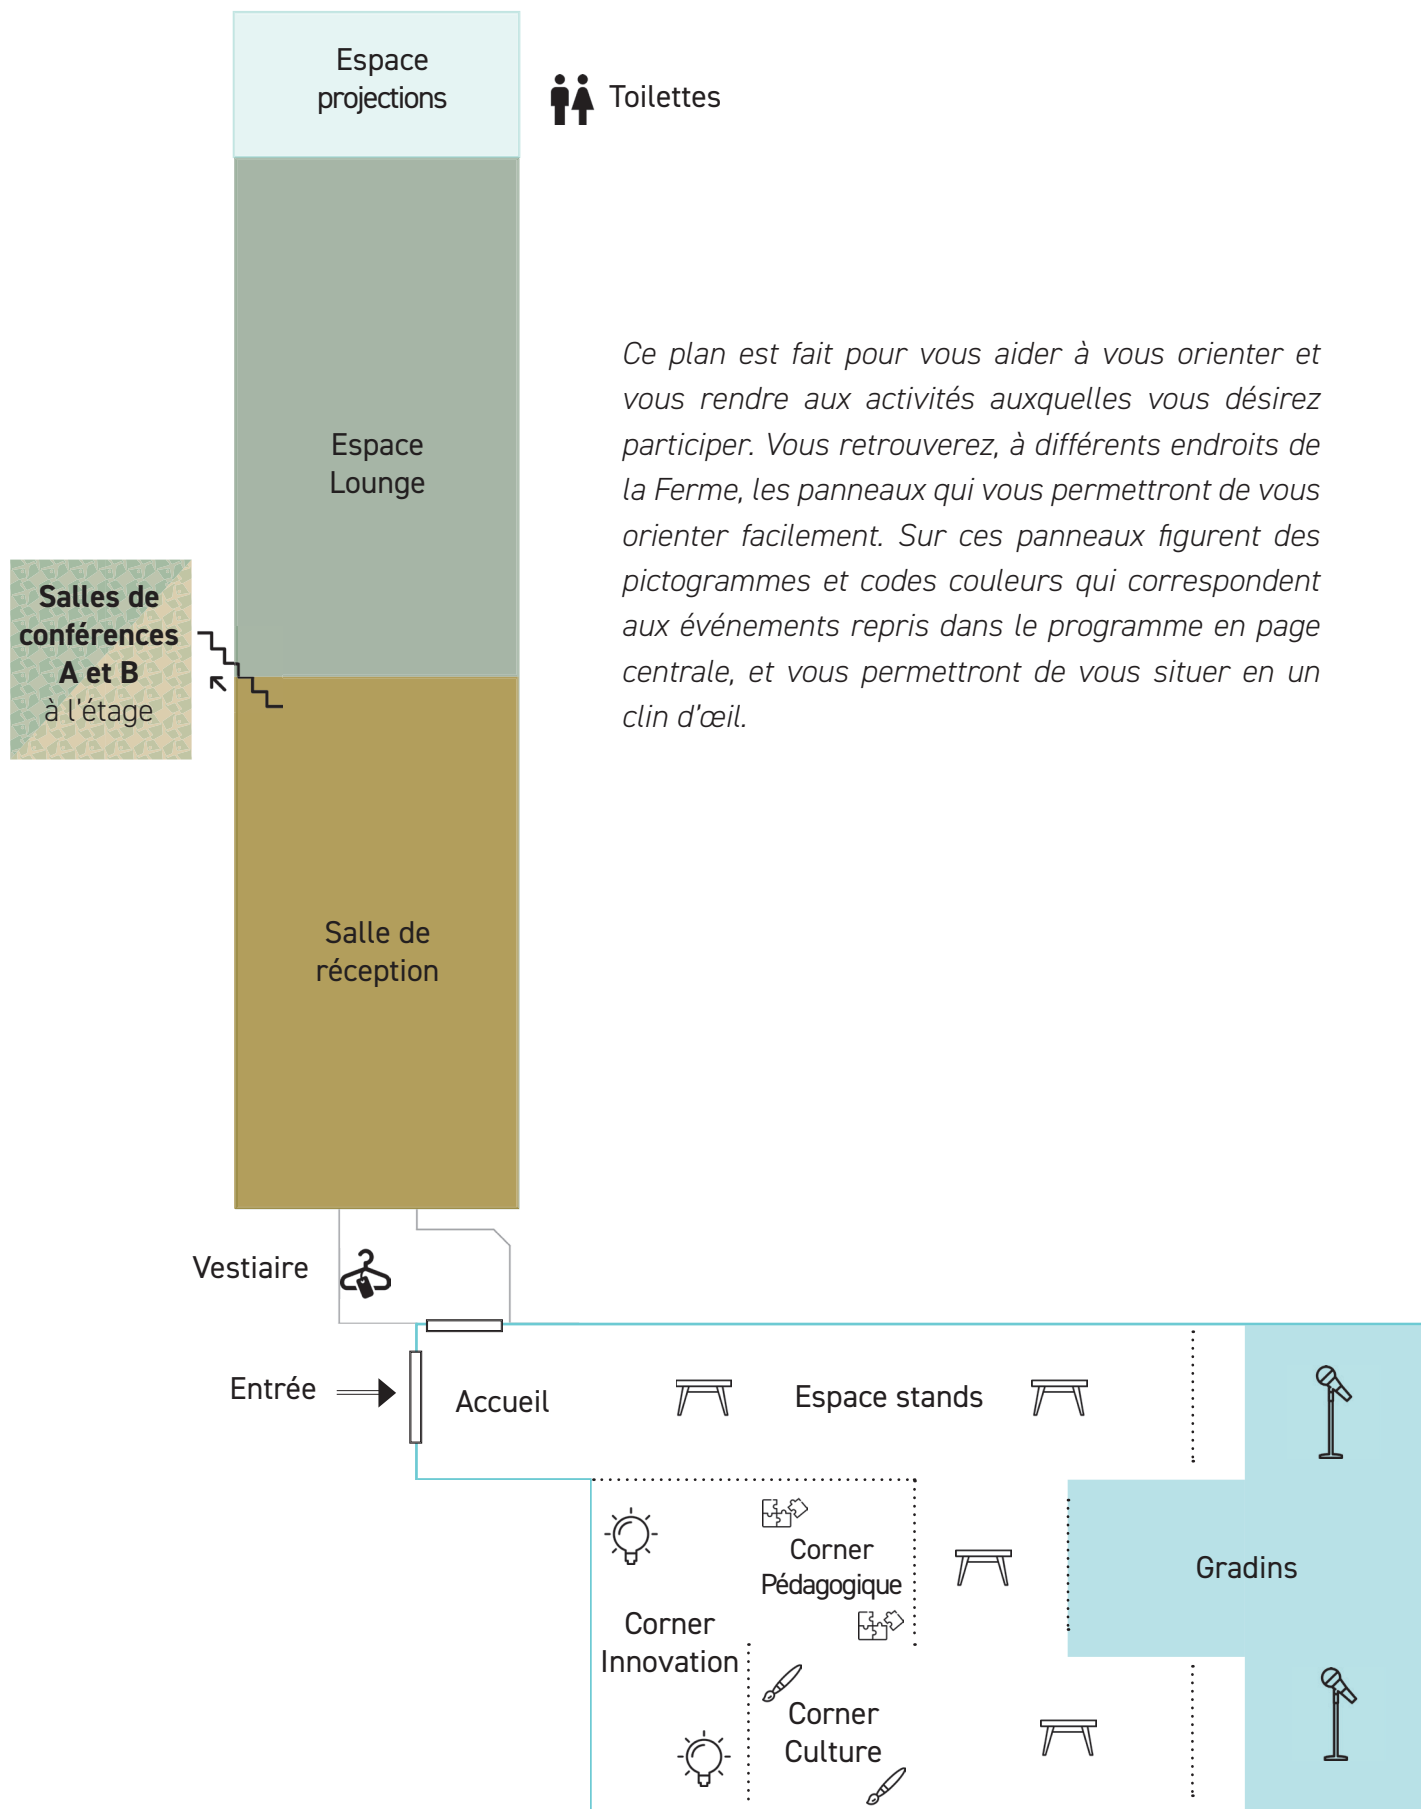 Espace
projections
Toilettes
Ce plan est fait pour vous aider à vous orienter et
vous rendre aux activités auxquelles vous désirez
participer. Vous retrouverez, à différents endroits de
la Ferme, les panneaux qui vous permettront de vous
orienter facilement. Sur ces panneaux figurent des
pictogrammes et codes couleurs qui correspondent
aux événements repris dans le programme en page
centrale, et vous permettront de vous situer en un
clin d'œil.
Espace
Lounge
Salles de
conférences
A et B
à l'étage
Salle de
réception
Vestiaire
Entrée
Accueil
Espace stands
Corner
Pédagogique
Gradins
Corner
Innovation
Corner
Culture